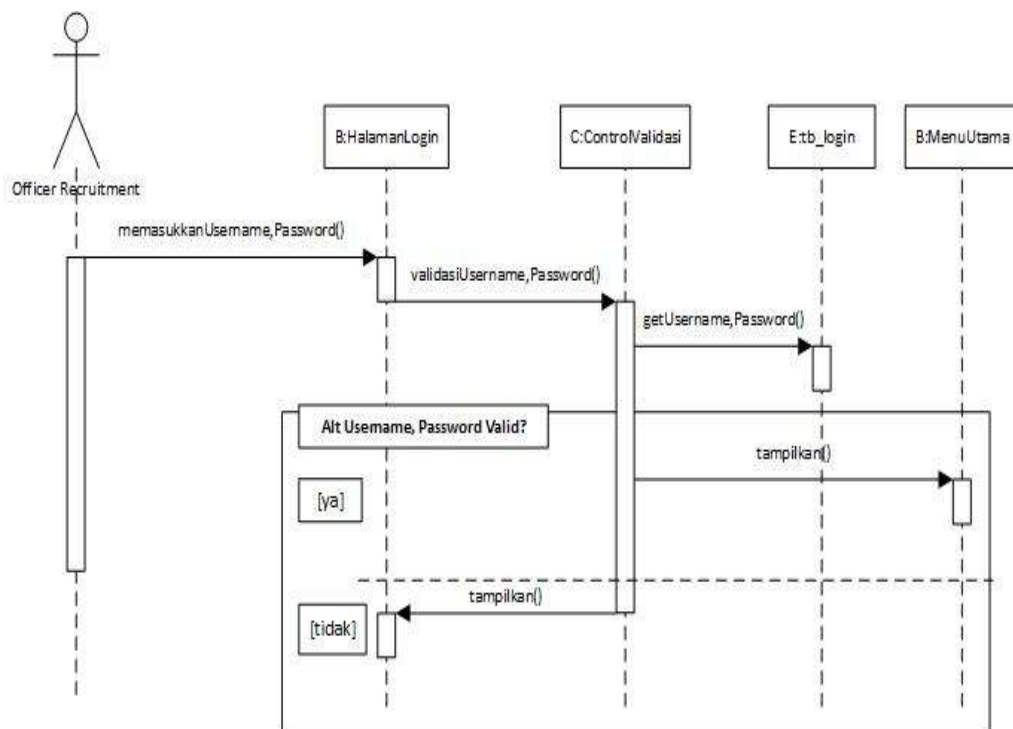 B:HalamanLogin
C:ControlValidasi
E:tb_login
B:MenuUtama
Officer Recruitment
memasukkanUsername,Password()
validasiUsername,Password()
getUsername,Password()
Alt Username, Password Valid?
tampilkan()
[ya]
tampilkan()
[tidak]